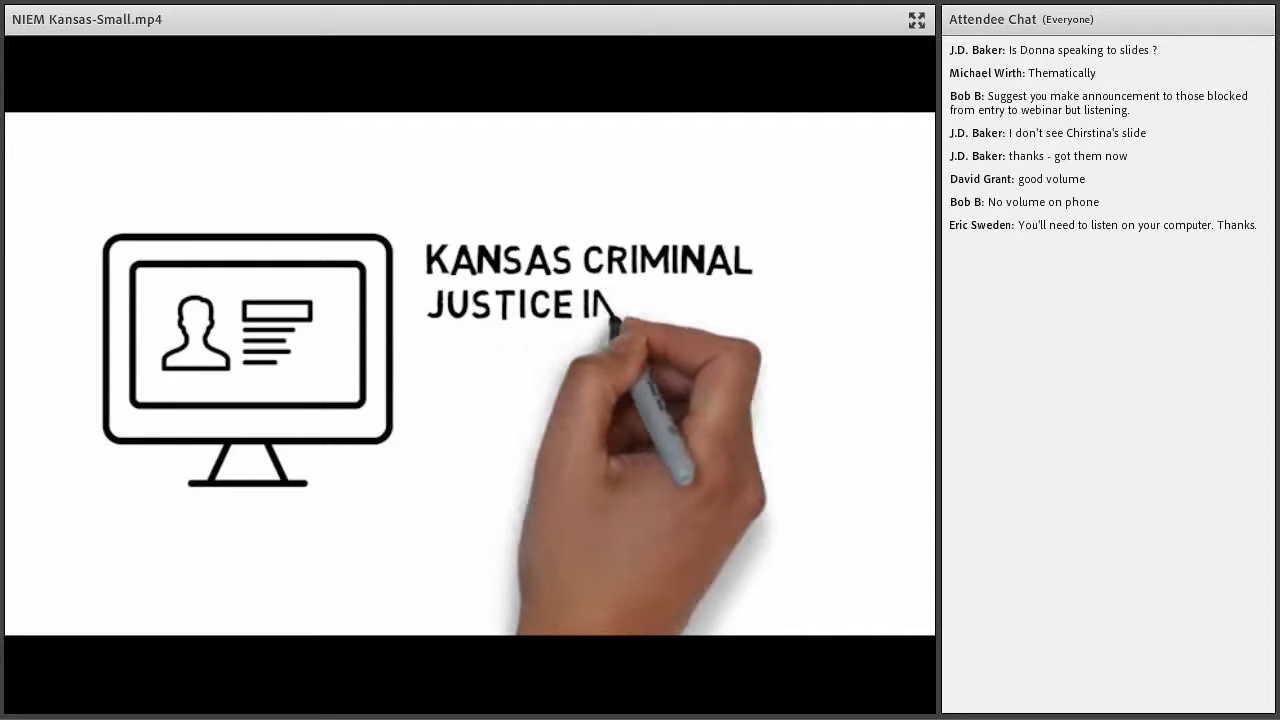 NIEM Kansas-Small.mp4
KANSAS CRIMINAL
JUSTICE IN
Attendee Chat (Everyone)
J.D. Baker: Is Donna speaking to slides ?
Michael Wirth: Thematically
Bob B: Suggest you make announcement to those blocked
from entry to webinar but listening.
J.D. Baker: I don't see Chirstina's slide
J.D. Baker: thanks - got them now
David Grant: good volume
Bob B: No volume on phone
Eric Sweden: You'll need to listen on your computer. Thanks.